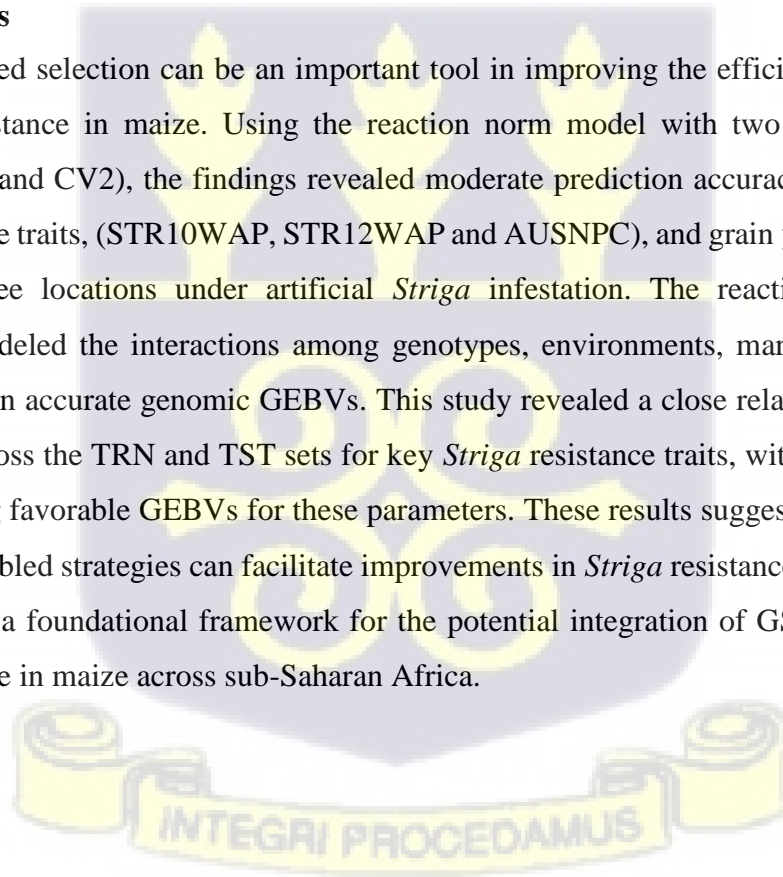 s
ed selection can be an important tool in improving the effici
stance in maize. Using the reaction norm model with two
and CV2), the findings revealed moderate prediction accurac
e traits, (STR10WAP, STR12WAP and AUSNPC), and grain
ee locations under artificial Striga infestation. The reacti
deled the interactions among genotypes, environments, mar
n accurate genomic GEBVs. This study revealed a close rela
oss the TRN and TST sets for key Striga resistance traits, wit
g favorable GEBVs for these parameters. These results sugges
bled strategies can facilitate improvements in Striga resistance
a foundational framework for the potential integration of GS
e in maize across sub-Saharan Africa.
INTEGRI PROCEDAMUS